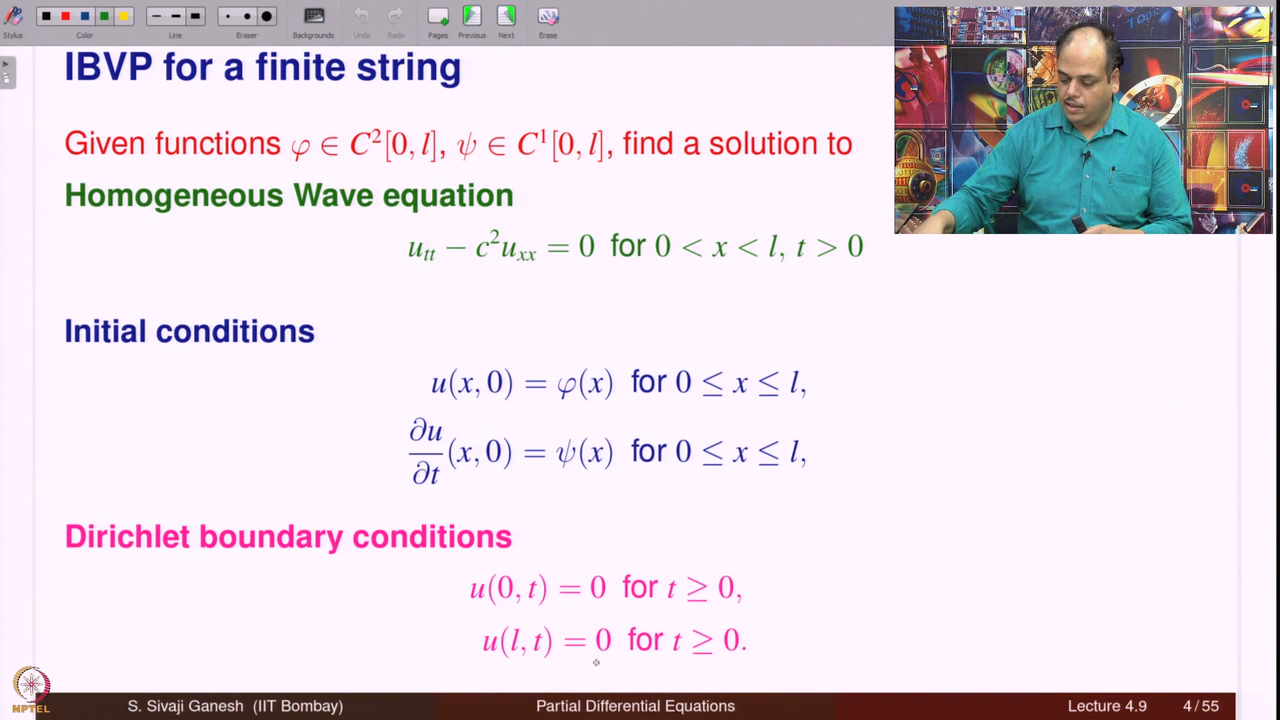 Stylus
Color
Line
Eraser
Backgrounds
Undo
Redo
Pages
Previous
Next
Erase
IBVP for a finite string
Given functions φ ∈ C²[0, l], ψ ∈ C¹[0, l], find a solution to
Homogeneous Wave equation
uₜₜ − c²uₓₓ = 0 for 0 < x < l, t > 0
Initial conditions
u(x, 0) = φ(x) for 0 ≤ x ≤ l,
∂u/∂t (x, 0) = ψ(x) for 0 ≤ x ≤ l,
Dirichlet boundary conditions
u(0, t) = 0 for t ≥ 0,
u(l, t) = 0 for t ≥ 0.
NPTEL
S. Sivaji Ganesh (IIT Bombay)
Partial Differential Equations
Lecture 4.9
4/55